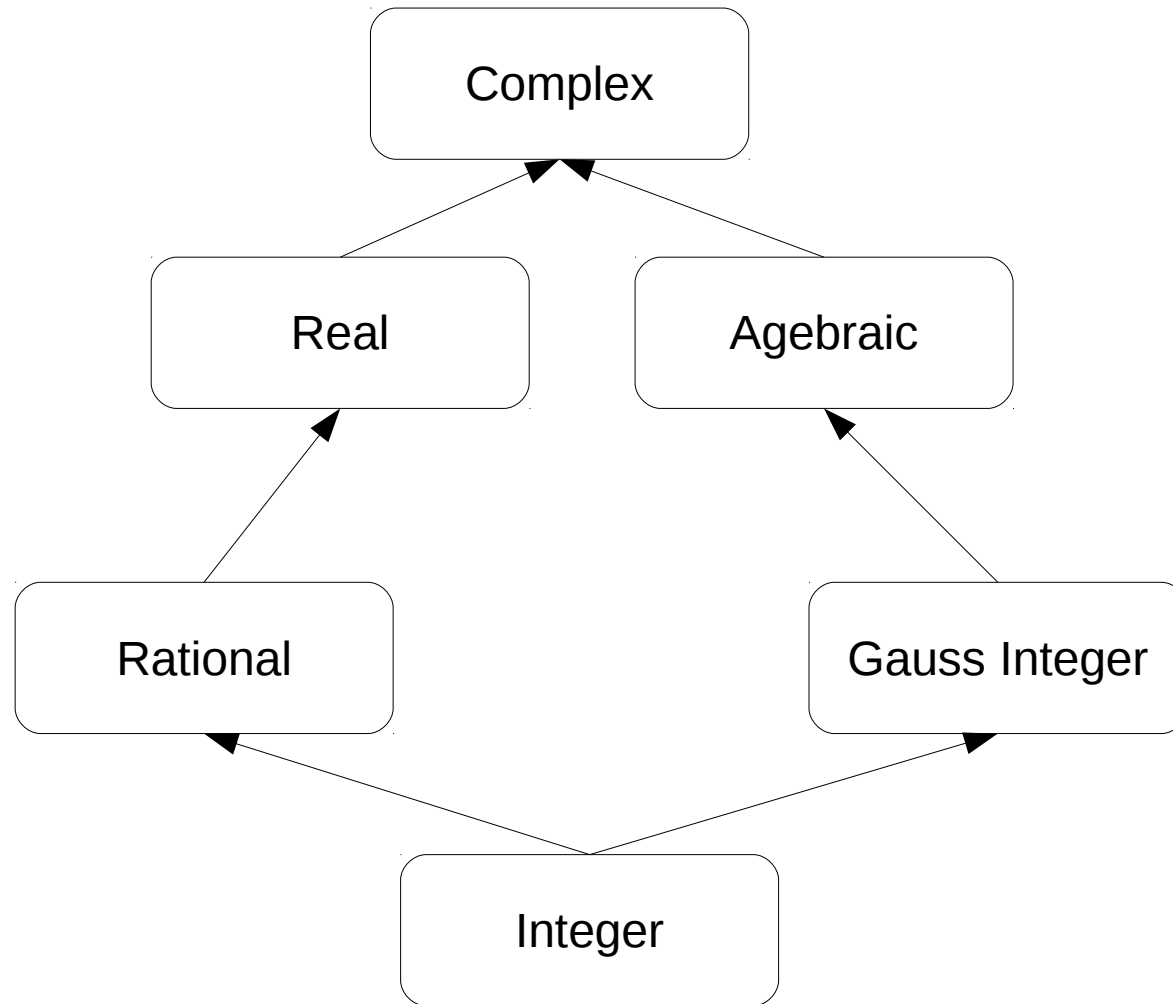 Complex
Real
Agebraic
Rational
Gauss Integer
Integer